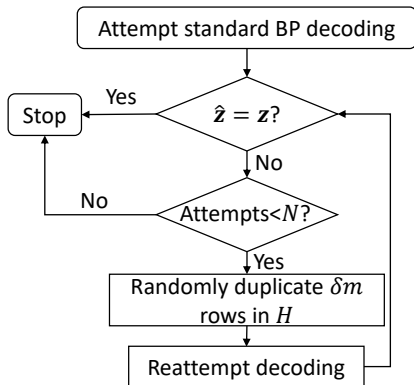 Attempt standard BP decoding
Yes
Stop
ẑ = z?
No
No
Attempts<N?
Yes
Randomly duplicate δm
rows in H
Reattempt decoding